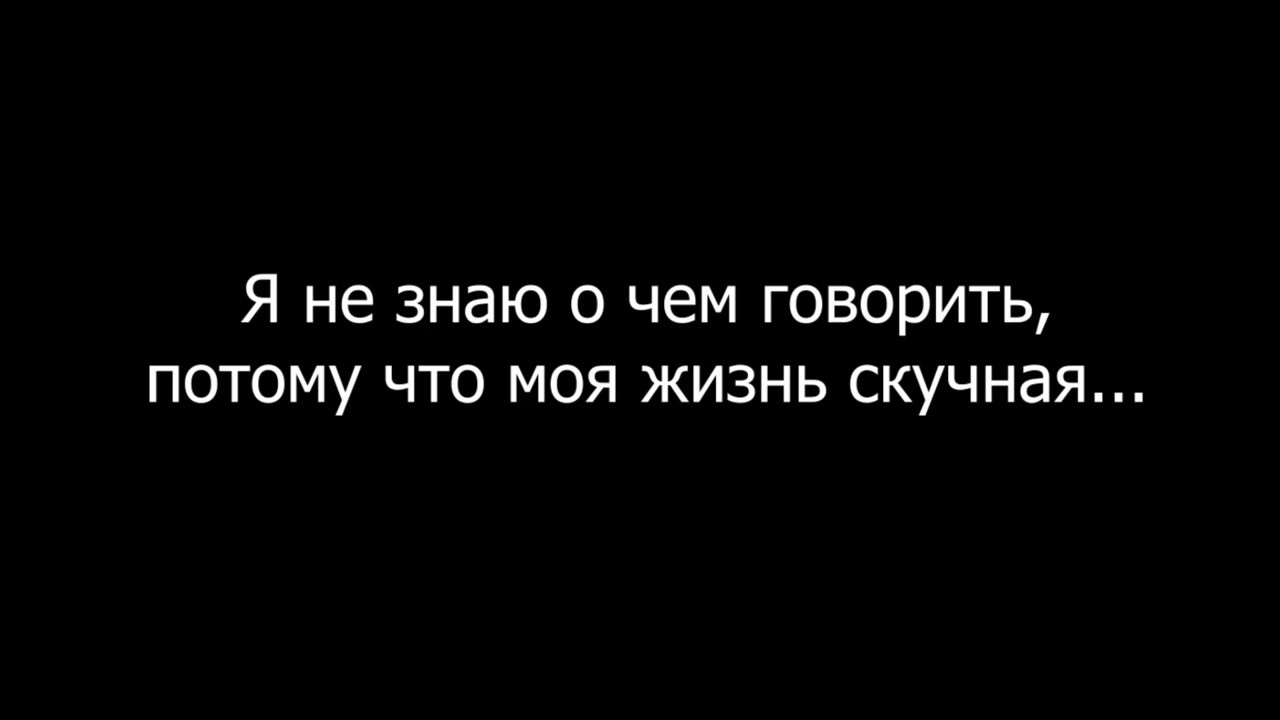 Я не знаю о чем говорить,
потому что моя жизнь скучная...